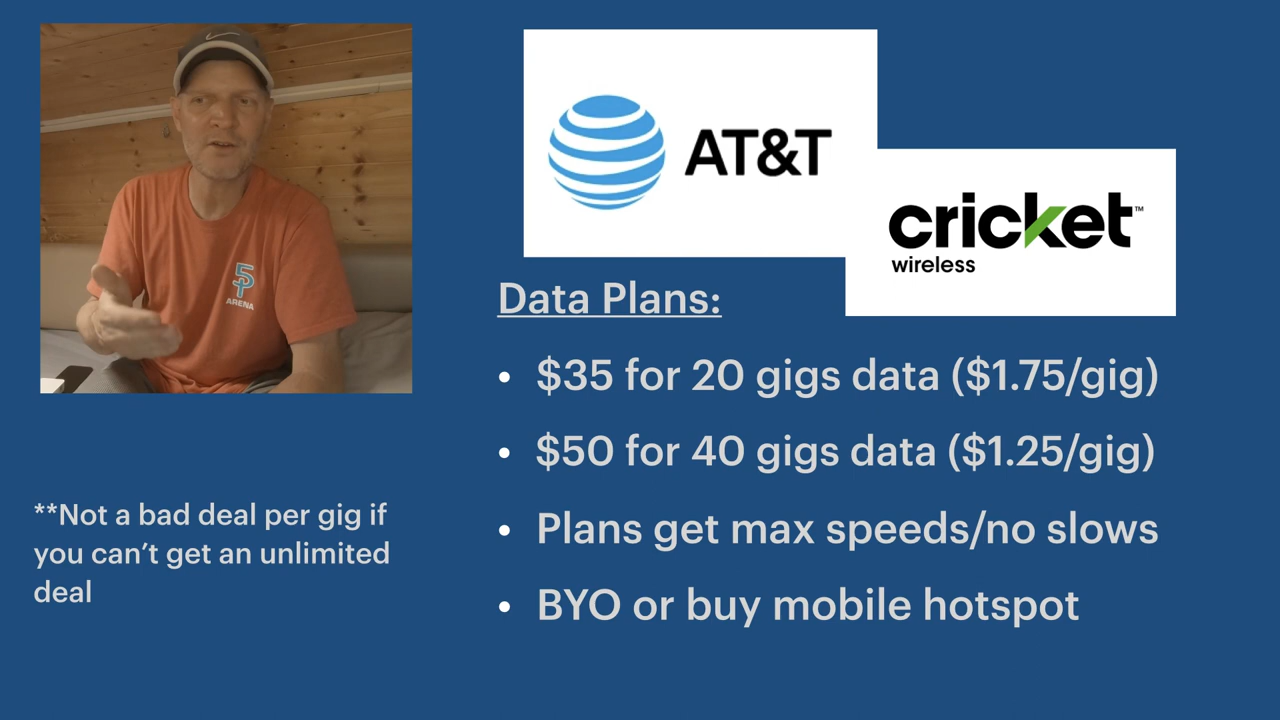 AT&T
cricket™
wireless
5
ARENA
Data Plans:
• $35 for 20 gigs data ($1.75/gig)
• $50 for 40 gigs data ($1.25/gig)
• Plans get max speeds/no slows
• BYO or buy mobile hotspot
**Not a bad deal per gig if
you can’t get an unlimited
deal